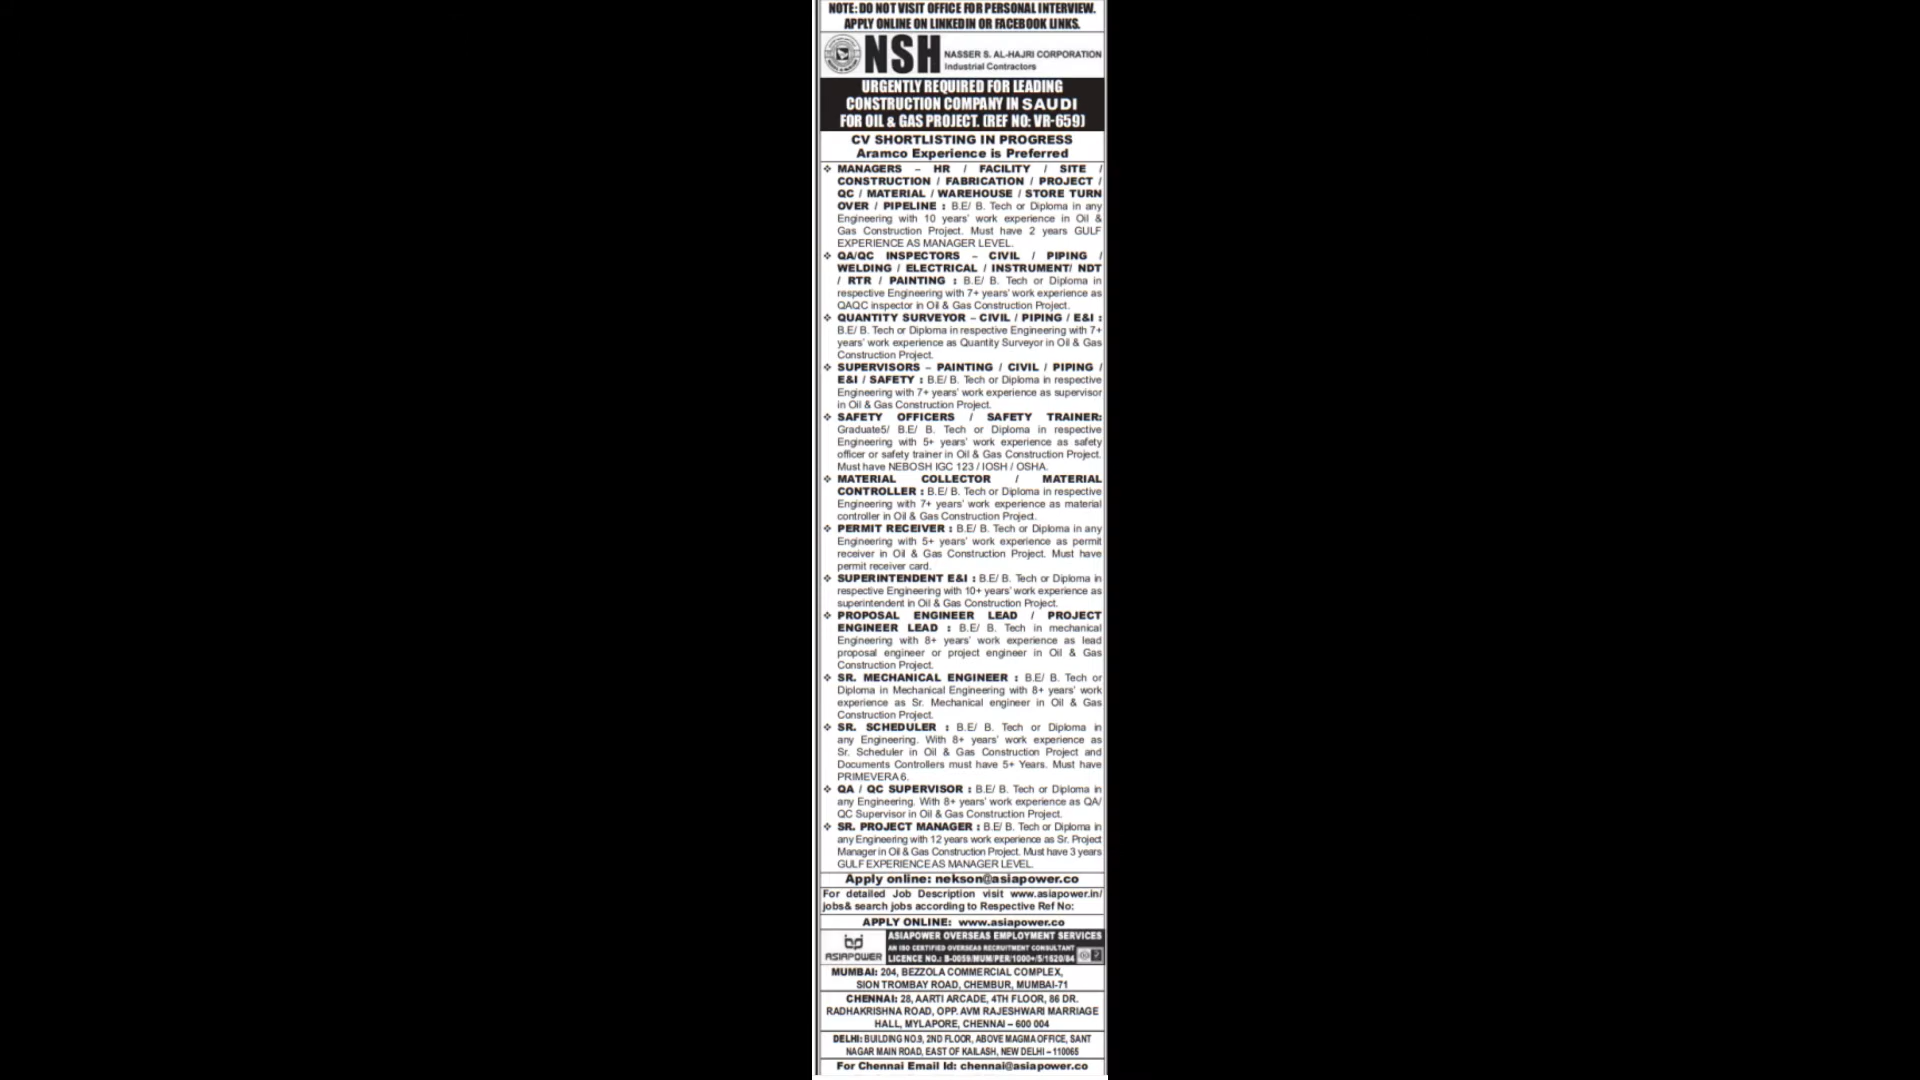 NOTE: DO NOT VISIT OFFICE FOR PERSONAL INTERVIEW.
APPLY ONLINE ON LINKEDIN OR FACEBOOK LINKS.
NSH NASSER S. AL-HAJRI CORPORATION
Industrial Contractors
URGENTLY REQUIRED FOR LEADING
CONSTRUCTION COMPANY IN SAUDI
FOR OIL & GAS PROJECT. (REF NO: VR-659)
CV SHORTLISTING IN PROGRESS
Aramco Experience is Preferred
❖ MANAGERS – HR / FACILITY / SITE /
CONSTRUCTION / FABRICATION / PROJECT /
QC / MATERIAL / WAREHOUSE / STORE TURN
OVER / PIPELINE : B.E/ B. Tech or Diploma in any
Engineering with 10 years' work experience in Oil &
Gas Construction Project. Must have 2 years GULF
EXPERIENCE AS MANAGER LEVEL.
❖ QA/QC INSPECTORS – CIVIL / PIPING /
WELDING / ELECTRICAL / INSTRUMENT/ NDT
/ RTR / PAINTING : B.E/ B. Tech or Diploma in
respective Engineering with 7+ years' work experience as
QAQC inspector in Oil & Gas Construction Project.
❖ QUANTITY SURVEYOR – CIVIL / PIPING / E&I :
B.E/ B. Tech or Diploma in respective Engineering with 7+
years' work experience as Quantity Surveyor in Oil & Gas
Construction Project.
❖ SUPERVISORS – PAINTING / CIVIL / PIPING /
E&I / SAFETY : B.E/ B. Tech or Diploma in respective
Engineering with 7+ years' work experience as supervisor
in Oil & Gas Construction Project.
❖ SAFETY OFFICERS / SAFETY TRAINER:
Graduate5/ B.E/ B. Tech or Diploma in respective
Engineering with 5+ years' work experience as safety
officer or safety trainer in Oil & Gas Construction Project.
Must have NEBOSH IGC 123 / IOSH / OSHA.
❖ MATERIAL COLLECTOR / MATERIAL
CONTROLLER : B.E/ B. Tech or Diploma in respective
Engineering with 7+ years' work experience as material
controller in Oil & Gas Construction Project.
❖ PERMIT RECEIVER : B.E/ B. Tech or Diploma in any
Engineering with 5+ years' work experience as permit
receiver in Oil & Gas Construction Project. Must have
permit receiver card.
❖ SUPERINTENDENT E&I : B.E/ B. Tech or Diploma in
respective Engineering with 10+ years' work experience as
superintendent in Oil & Gas Construction Project.
❖ PROPOSAL ENGINEER LEAD / PROJECT
ENGINEER LEAD : B.E/ B. Tech in mechanical
Engineering with 8+ years' work experience as lead
proposal engineer or project engineer in Oil & Gas
Construction Project.
❖ SR. MECHANICAL ENGINEER : B.E/ B. Tech or
Diploma in Mechanical Engineering with 8+ years' work
experience as Sr. Mechanical engineer in Oil & Gas
Construction Project.
❖ SR. SCHEDULER : B.E/ B. Tech or Diploma in
any Engineering. With 8+ years' work experience as
Sr. Scheduler in Oil & Gas Construction Project and
Documents Controllers must have 5+ Years. Must have
PRIMEVERA 6.
❖ QA / QC SUPERVISOR : B.E/ B. Tech or Diploma in
any Engineering. With 8+ years' work experience as QA/
QC Supervisor in Oil & Gas Construction Project.
❖ SR. PROJECT MANAGER : B.E/ B. Tech or Diploma in
any Engineering with 12 years work experience as Sr. Project
Manager in Oil & Gas Construction Project. Must have 3 years
GULF EXPERIENCE AS MANAGER LEVEL.
Apply online: nekson@asiapower.co
For detailed Job Description visit www.asiapower.in/
jobs& search jobs according to Respective Ref No:
APPLY ONLINE: www.asiapower.co
ASIAPOWER
ASIAPOWER OVERSEAS EMPLOYMENT SERVICES
AN ISO CERTIFIED OVERSEAS RECRUITMENT CONSULTANT
LICENCE NO.: B-0059/MUM/PER/1000+/5/1620/84
MUMBAI: 204, BEZZOLA COMMERCIAL COMPLEX,
SION TROMBAY ROAD, CHEMBUR, MUMBAI-71
CHENNAI: 28, AARTI ARCADE, 4TH FLOOR, 86 DR.
RADHAKRISHNA ROAD, OPP. AVM RAJESHWARI MARRIAGE
HALL, MYLAPORE, CHENNAI – 600 004
DELHI: BUILDING NO.9, 2ND FLOOR, ABOVE MAGMA OFFICE, SANT
NAGAR MAIN ROAD, EAST OF KAILASH, NEW DELHI – 110065
For Chennai Email Id: chennai@asiapower.co